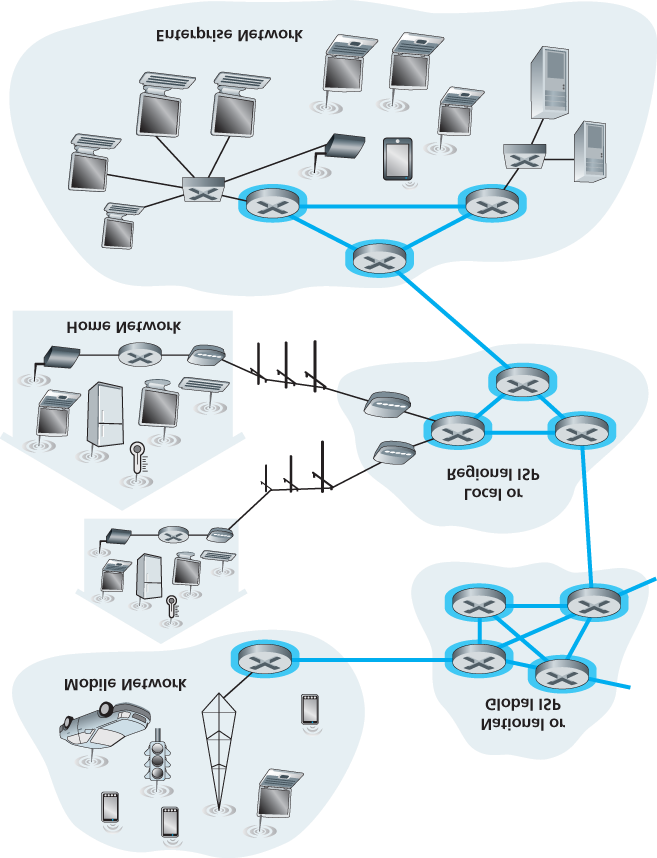 Mobile Network
National or
Global ISP
Local or
Regional ISP
Home Network
Enterprise Network